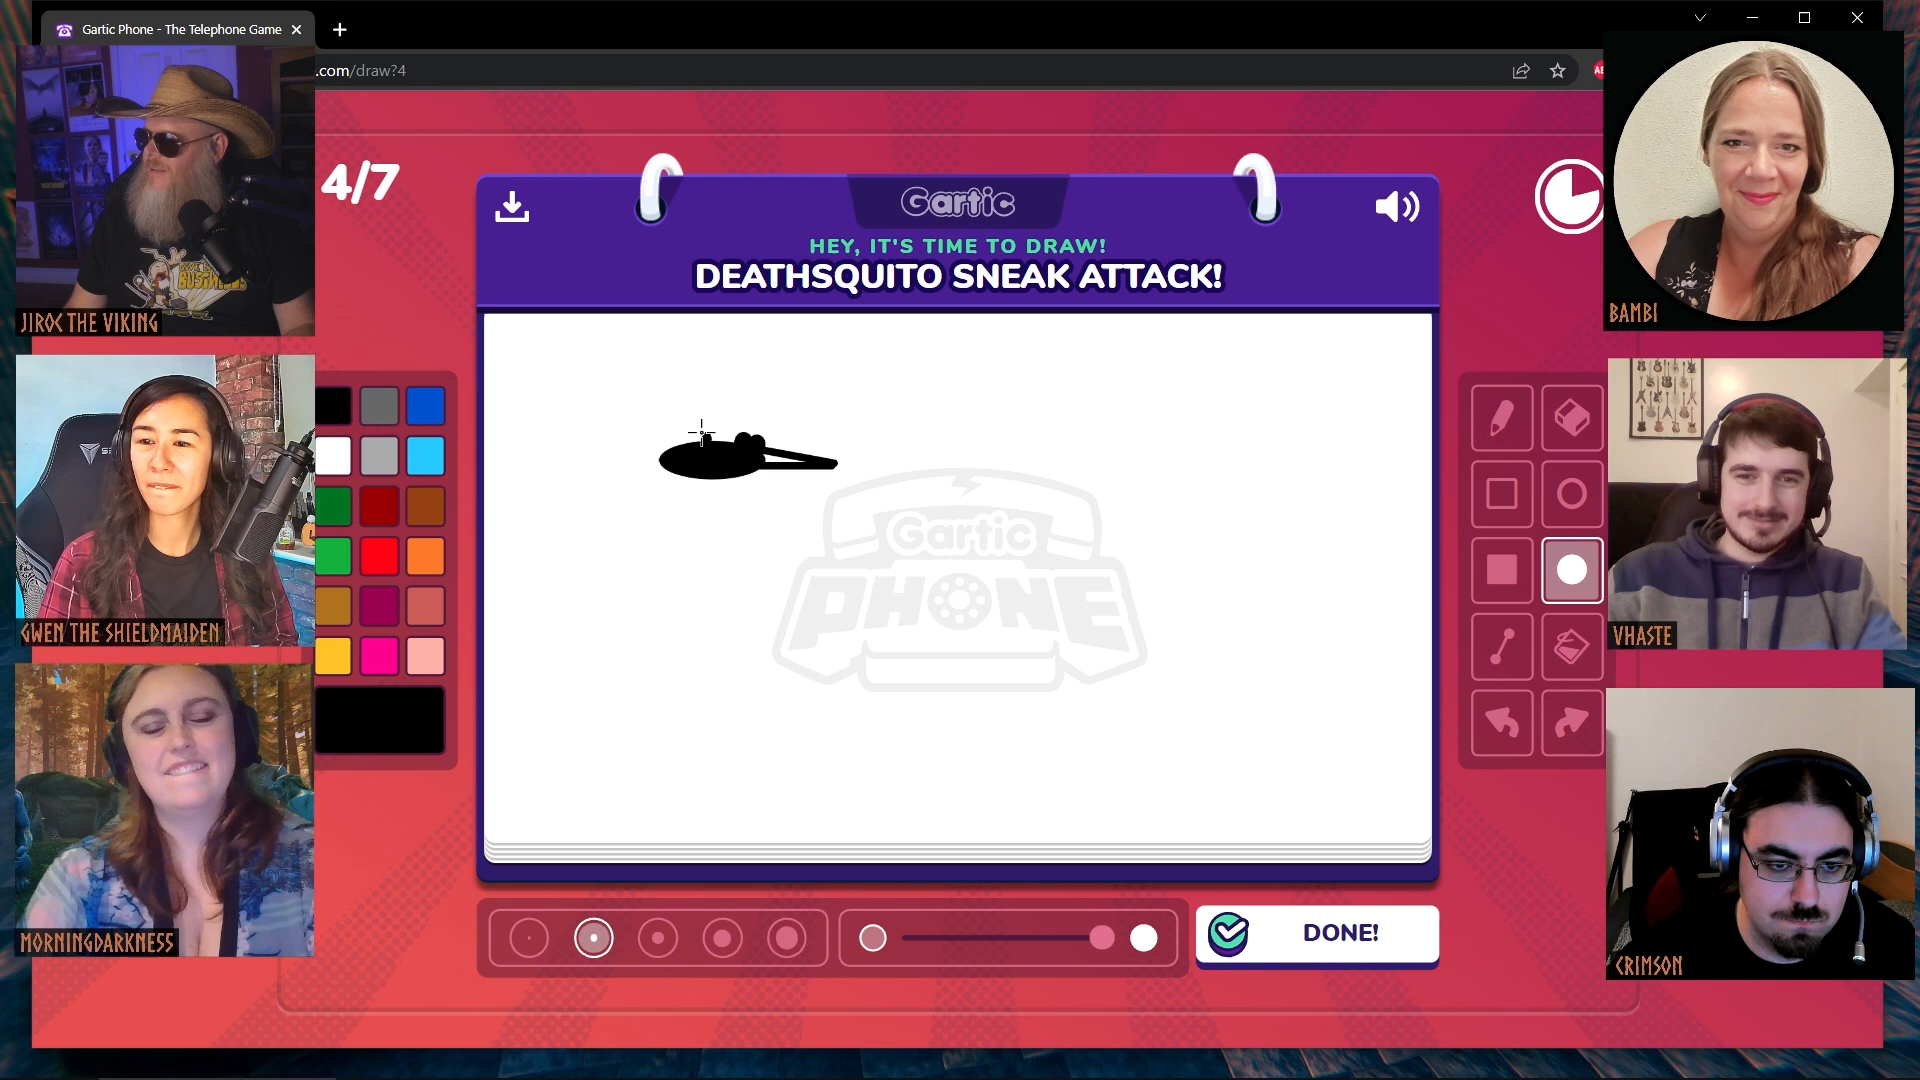 Gartic Phone - The Telephone Game
.com/draw?4
4/7
Gartic
HEY, IT'S TIME TO DRAW!
DEATHSQUITO SNEAK ATTACK!
Gartic
PHONE
DONE!
JIROC THE VIKING
GWEN THE SHIELDMAIDEN
MORNINGDARKNESS
BAMBI
VHASTE
CRIMSON